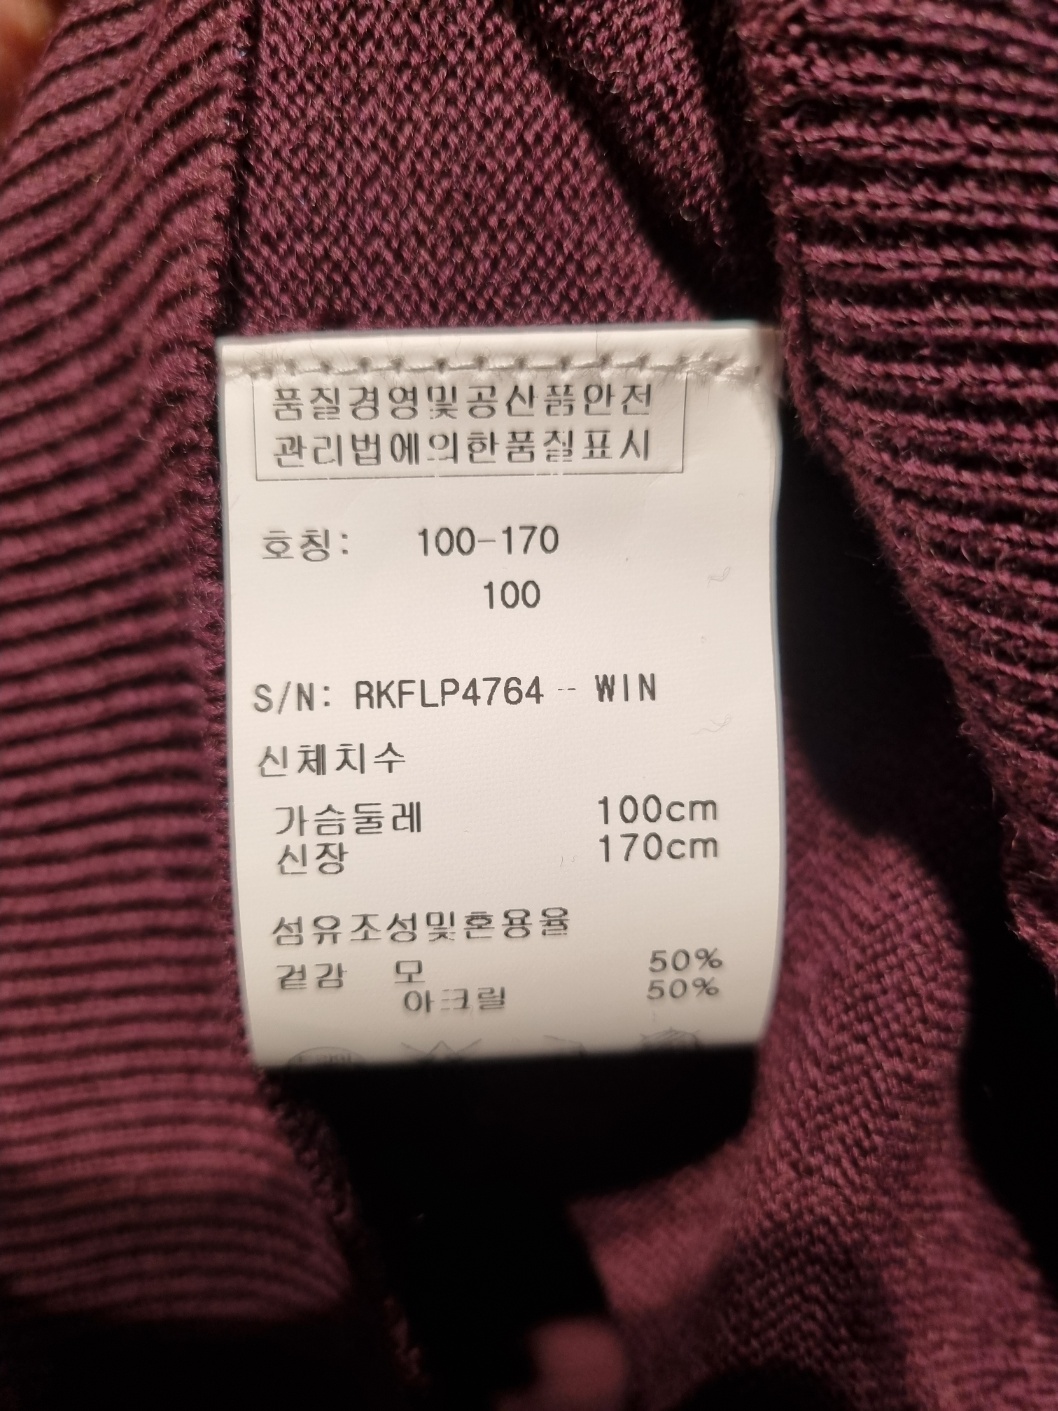 품질경영및공산품안전
관리법에의한품질표시
호칭: 100-170
100
S/N: RKFLP4764 -- WIN
신체치수
가슴둘레 100cm
신장 170cm
섬유조성및혼용율
겉감 모 50%
아크릴 50%